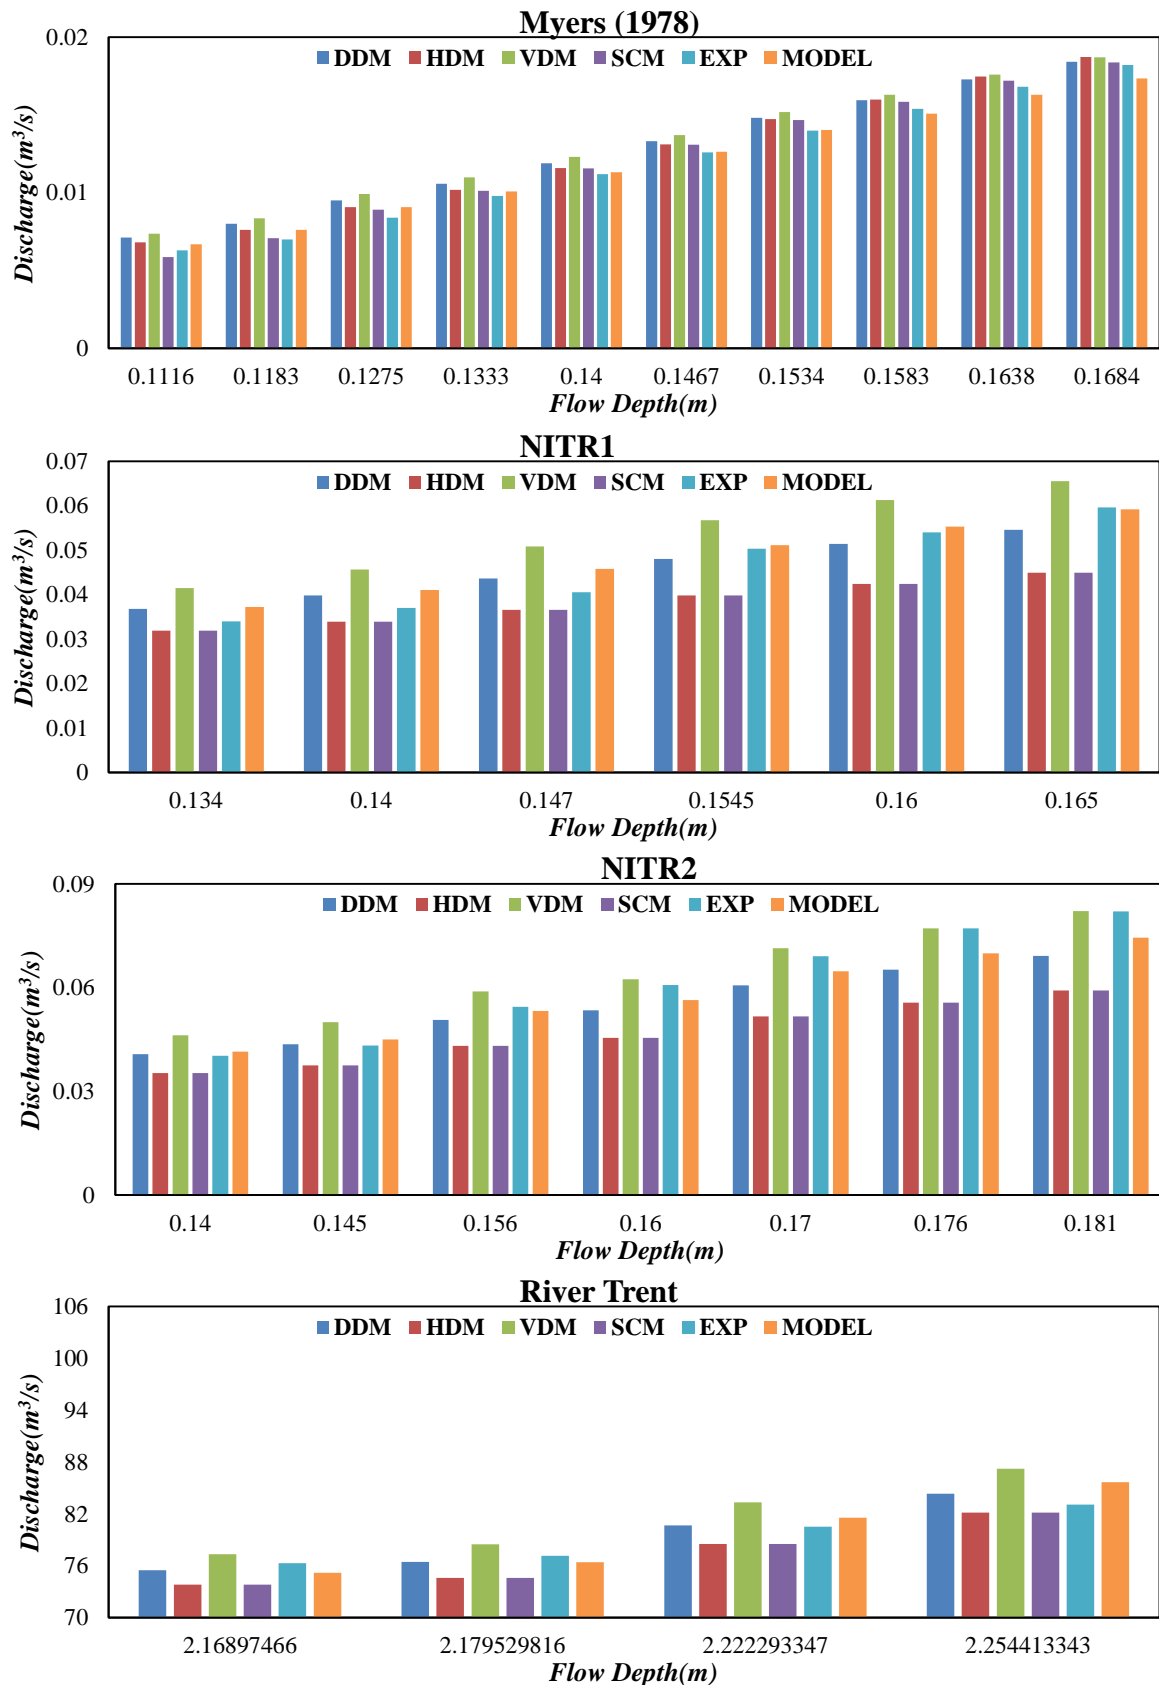 Myers (1978)
0.02
DDM HDM VDM SCM EXP MODEL
0.01
0
Discharge(m³/s)
0.1116 0.1183 0.1275 0.1333 0.14 0.1467 0.1534 0.1583 0.1638 0.1684
Flow Depth(m)
NITR1
0.07
DDM HDM VDM SCM EXP MODEL
0.06
0.05
0.04
0.03
0.02
0.01
0
Discharge(m³/s)
0.134 0.14 0.147 0.1545 0.16 0.165
Flow Depth(m)
NITR2
0.09
DDM HDM VDM SCM EXP MODEL
0.06
0.03
0
Discharge(m³/s)
0.14 0.145 0.156 0.16 0.17 0.176 0.181
Flow Depth(m)
River Trent
106
DDM HDM VDM SCM EXP MODEL
100
94
88
82
76
70
Discharge(m³/s)
2.16897466 2.179529816 2.222293347 2.254413343
Flow Depth(m)